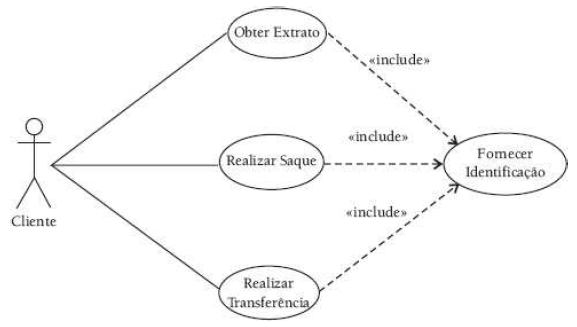 Obter Extrato
«include»
«include»
Realizar Saque
Fornecer
Identificação
Cliente
«include»
Realizar
Transferência